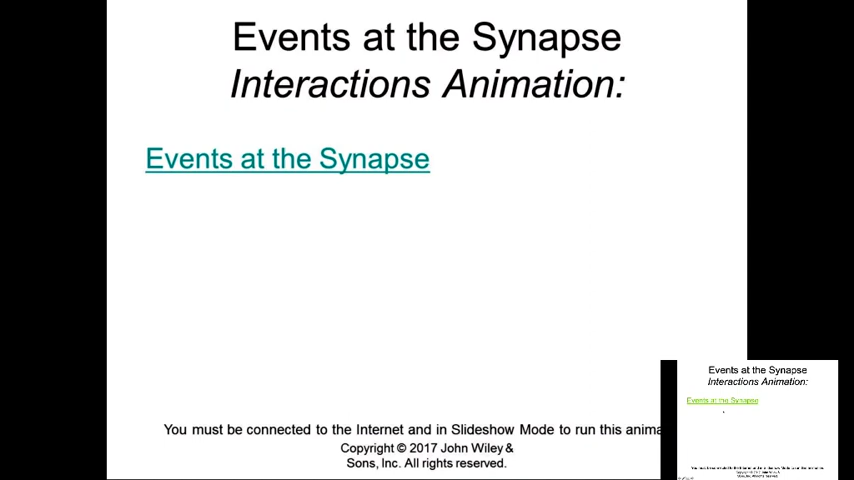 Events at the Synapse
Interactions Animation:
Events at the Synapse
You must be connected to the Internet and in Slideshow Mode to run this anima
Copyright © 2017 John Wiley &
Sons, Inc. All rights reserved.
Events at the Synapse
Interactions Animation:
Events at the Synapse